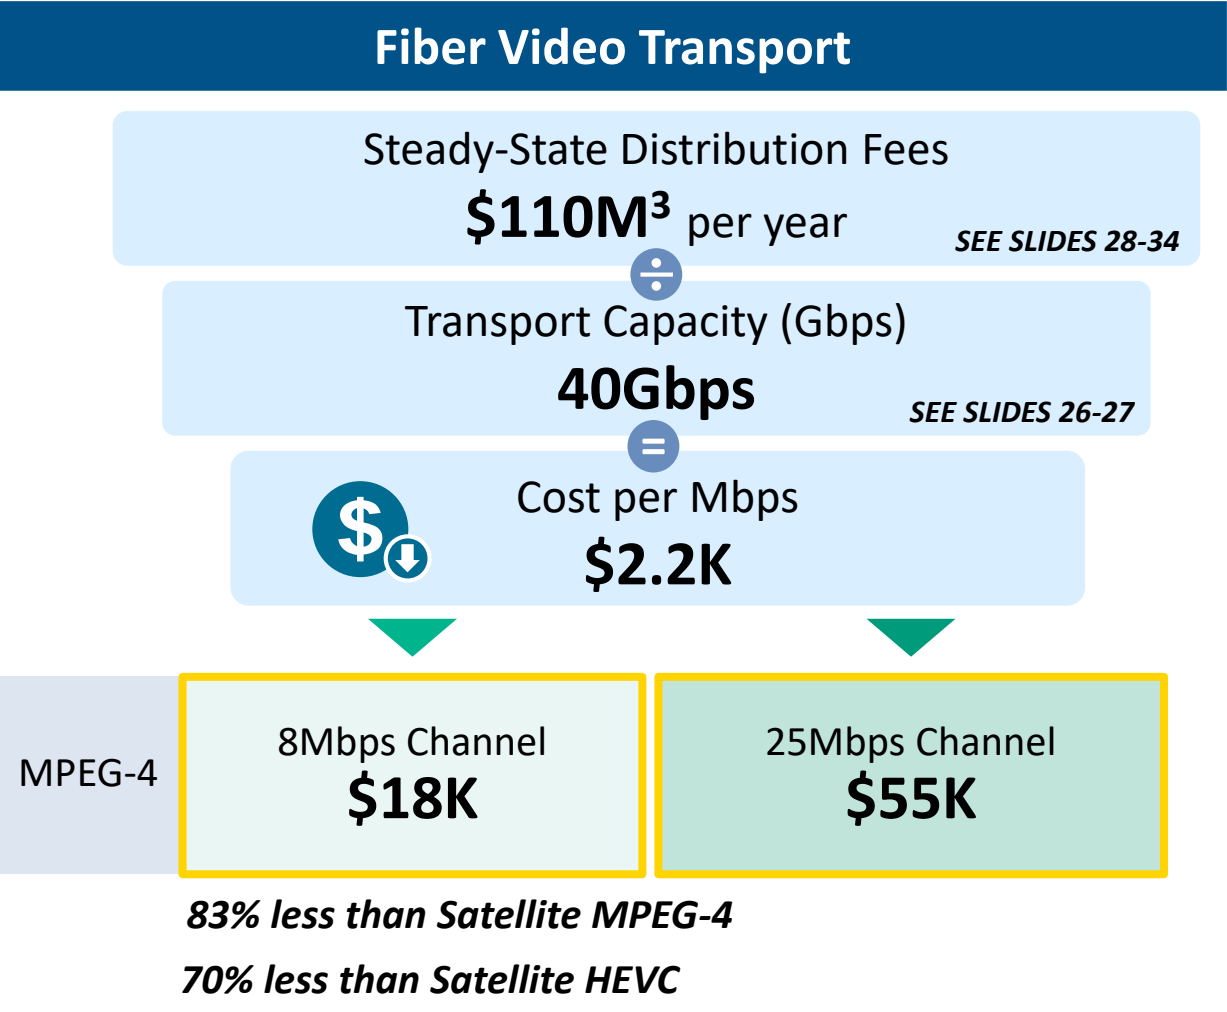 Fiber Video Transport
Steady-State Distribution Fees
$110M³ per year
SEE SLIDES 28-34
÷
Transport Capacity (Gbps)
40Gbps
SEE SLIDES 26-27
=
Cost per Mbps
$
$2.2K
8Mbps Channel
25Mbps Channel
MPEG-4
$18K
$55K
83% less than Satellite MPEG-4
70% less than Satellite HEVC